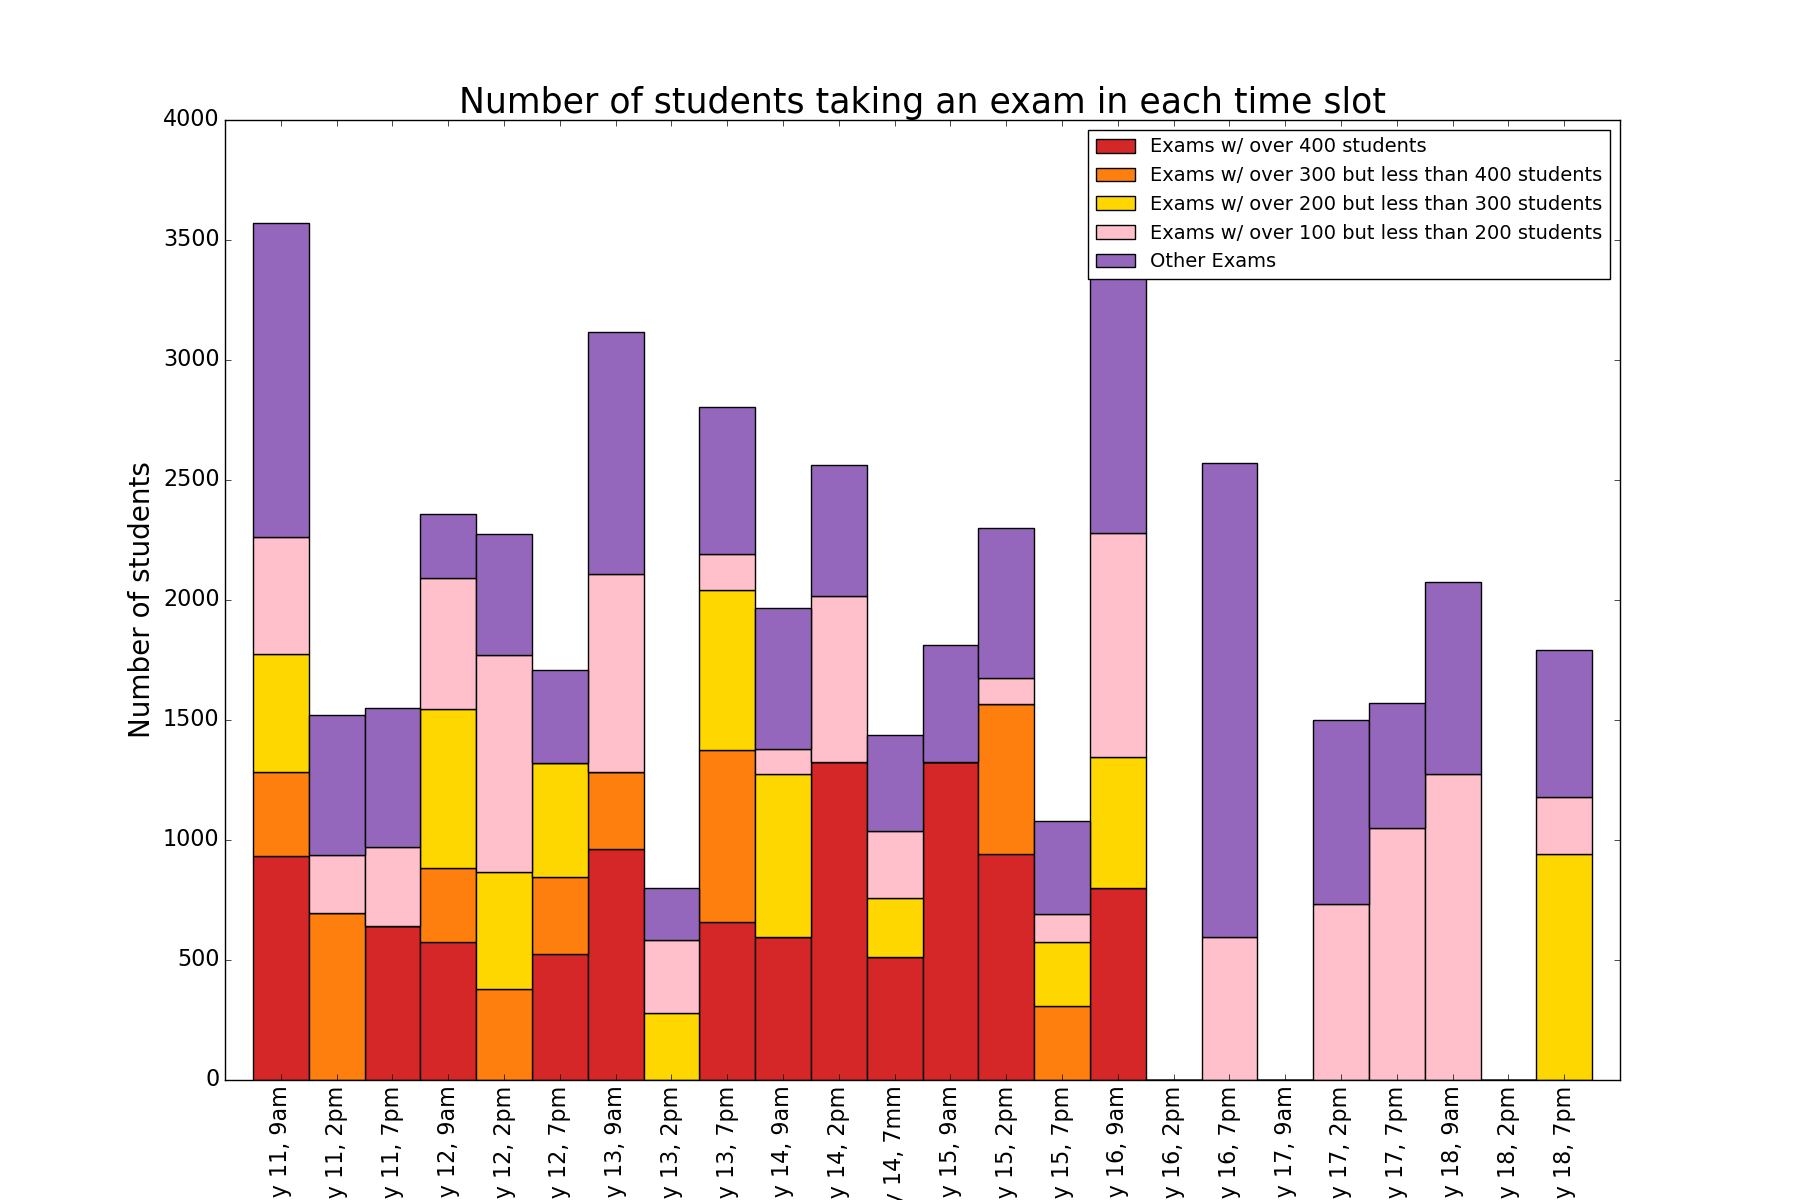 Number of students taking an exam in each time slot
Exams w/ over 400 students
Exams w/ over 300 but less than 400 students
Exams w/ over 200 but less than 300 students
Exams w/ over 100 but less than 200 students
Other Exams
Number of students
4000
3500
3000
2500
2000
1500
1000
500
0
y 11, 9am
y 11, 2pm
y 11, 7pm
y 12, 9am
y 12, 2pm
y 12, 7pm
y 13, 9am
y 13, 2pm
y 13, 7pm
y 14, 9am
y 14, 2pm
y 14, 7mm
y 15, 9am
y 15, 2pm
y 15, 7pm
y 16, 9am
y 16, 2pm
y 16, 7pm
y 17, 9am
y 17, 2pm
y 17, 7pm
y 18, 9am
y 18, 2pm
y 18, 7pm